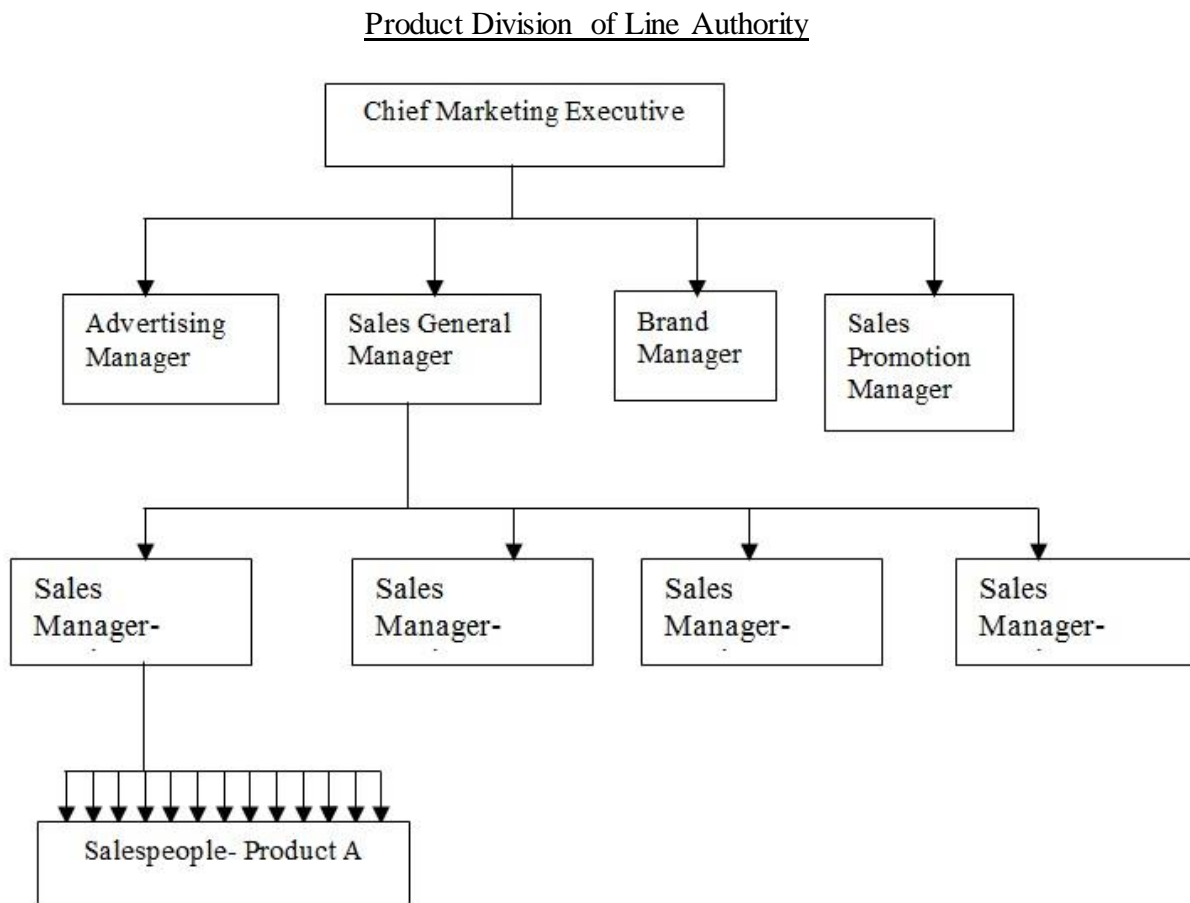 Product Division of Line Authority
Chief Marketing Executive
Advertising
Manager
Sales General
Manager
Brand
Manager
Sales
Promotion
Manager
Sales
Manager-
Sales
Manager-
Sales
Manager-
Sales
Manager-
Salespeople- Product A